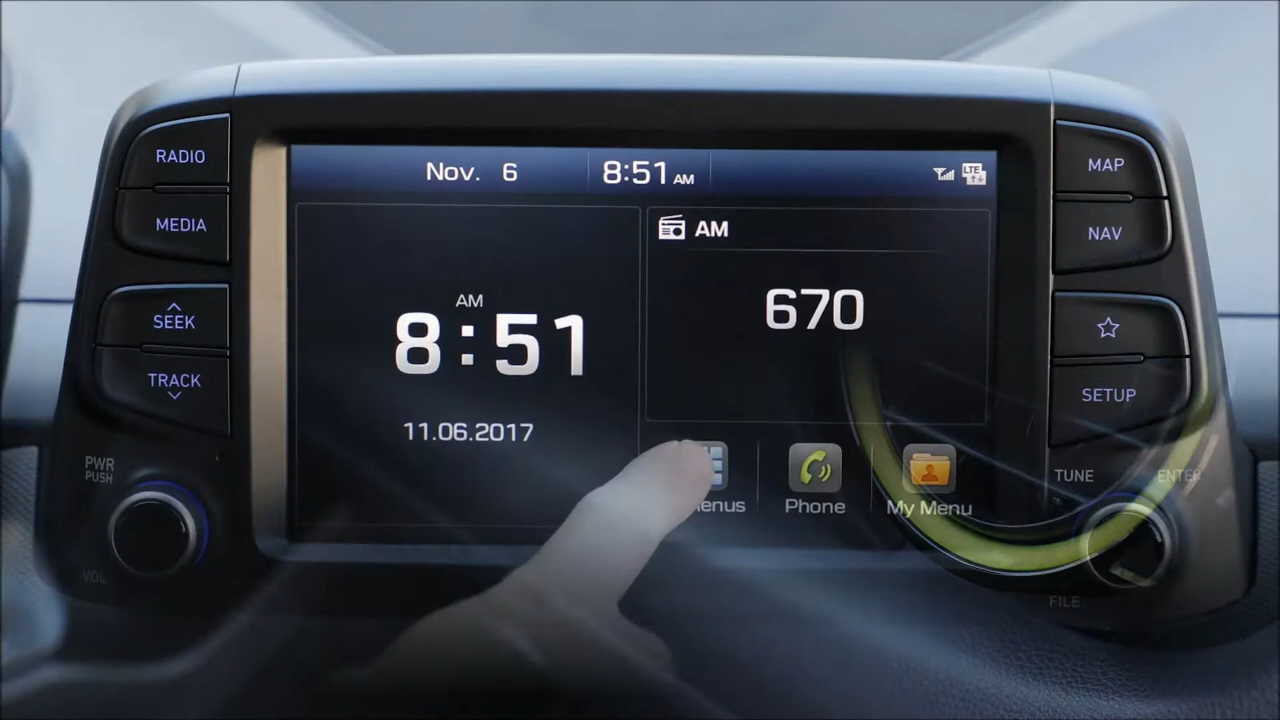 RADIO
MEDIA
SEEK
TRACK
PWR
PUSH
VOL
Nov. 6
8:51 AM
LTE
AM
8:51
11.06.2017
AM
670
Phone
My Menu
MAP
NAV
SETUP
TUNE
ENTER
FILE